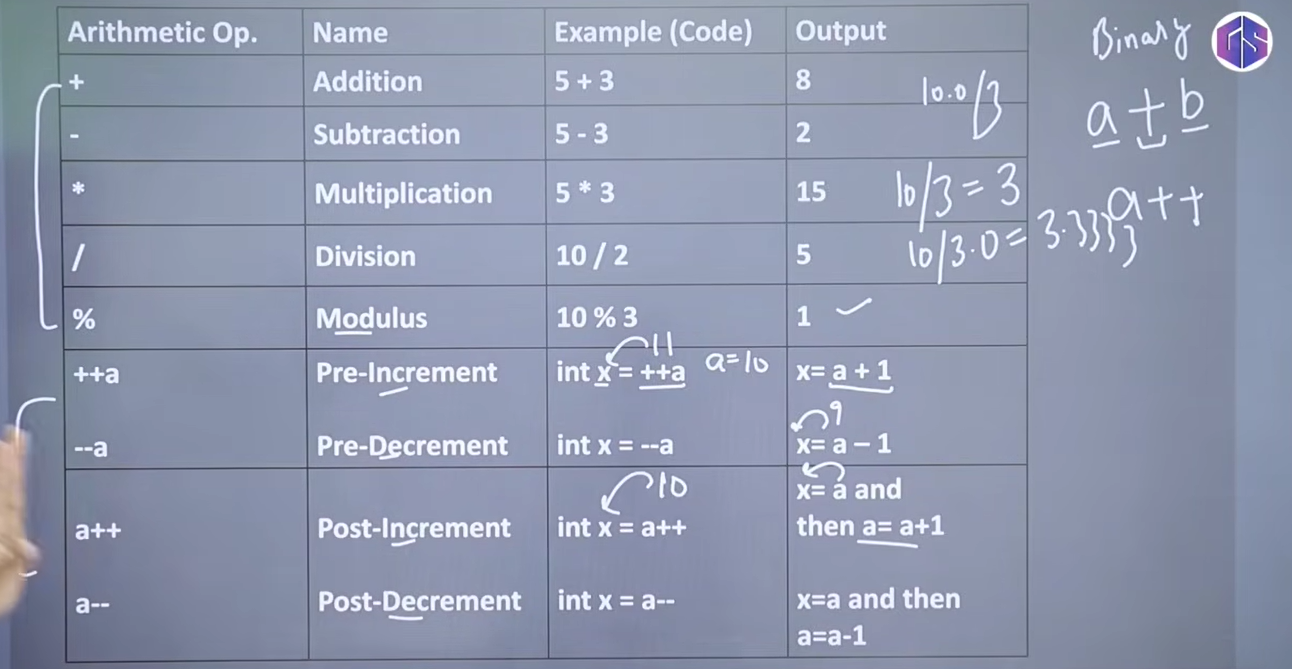 Arithmetic Op. Name Example (Code) Output
Binary
+ Addition 5 + 3 8
10.0/3
a + b
- Subtraction 5 - 3 2
* Multiplication 5 * 3 15
10/3 = 3
a++
/ Division 10 / 2 5
10/3.0 = 3.3333
% Modulus 10 % 3 1
11
++a Pre-Increment int x = ++a a=10 x= a + 1
9
--a Pre-Decrement int x = --a x= a – 1
10
a++ Post-Increment int x = a++ x= a and
then a= a+1
a-- Post-Decrement int x = a-- x=a and then
a=a-1